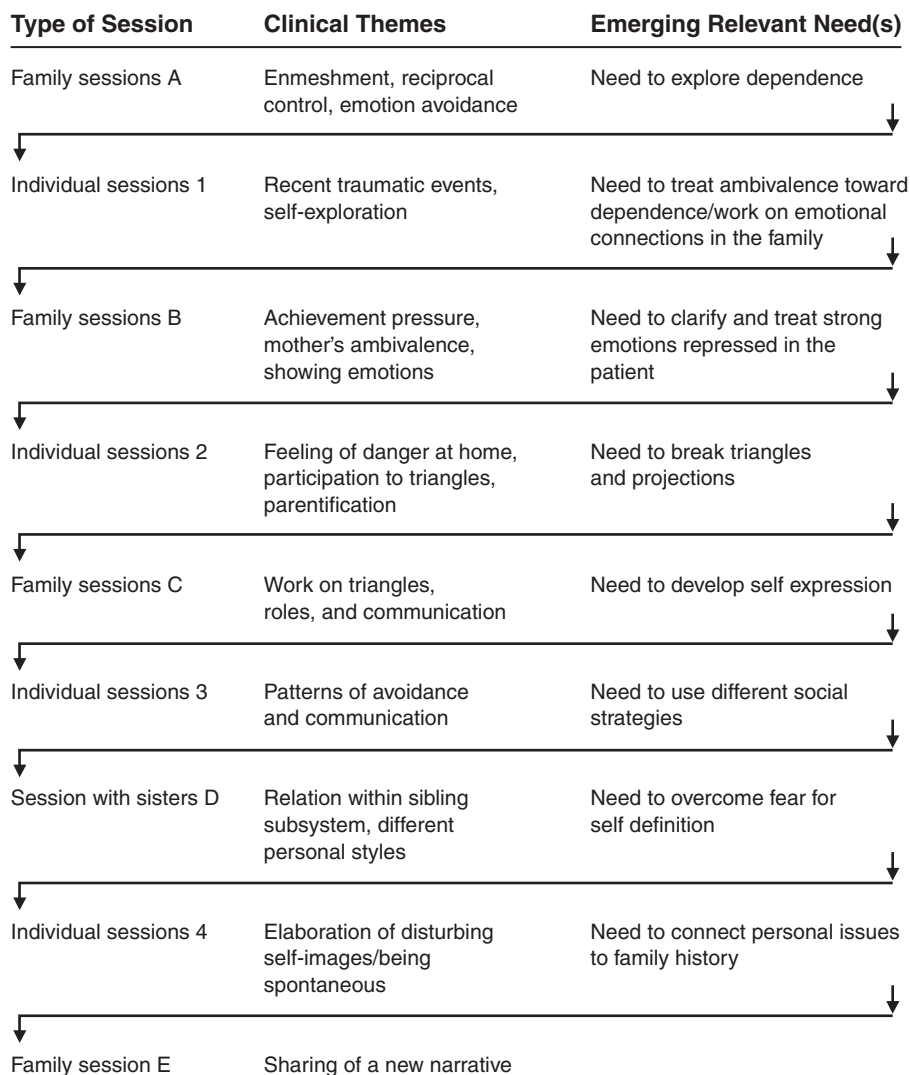 Type of Session Clinical Themes Emerging Relevant Need(s)
Family sessions A Enmeshment, reciprocal Need to explore dependence
control, emotion avoidance
Individual sessions 1 Recent traumatic events, Need to treat ambivalence toward
self-exploration dependence/work on emotional
connections in the family
Family sessions B Achievement pressure, Need to clarify and treat strong
mother's ambivalence, emotions repressed in the
showing emotions patient
Individual sessions 2 Feeling of danger at home, Need to break triangles
participation to triangles, and projections
parentification
Family sessions C Work on triangles, Need to develop self expression
roles, and communication
Individual sessions 3 Patterns of avoidance Need to use different social
and communication strategies
Session with sisters D Relation within sibling Need to overcome fear for
subsystem, different self definition
personal styles
Individual sessions 4 Elaboration of disturbing Need to connect personal issues
self-images/being to family history
spontaneous
Family session E Sharing of a new narrative